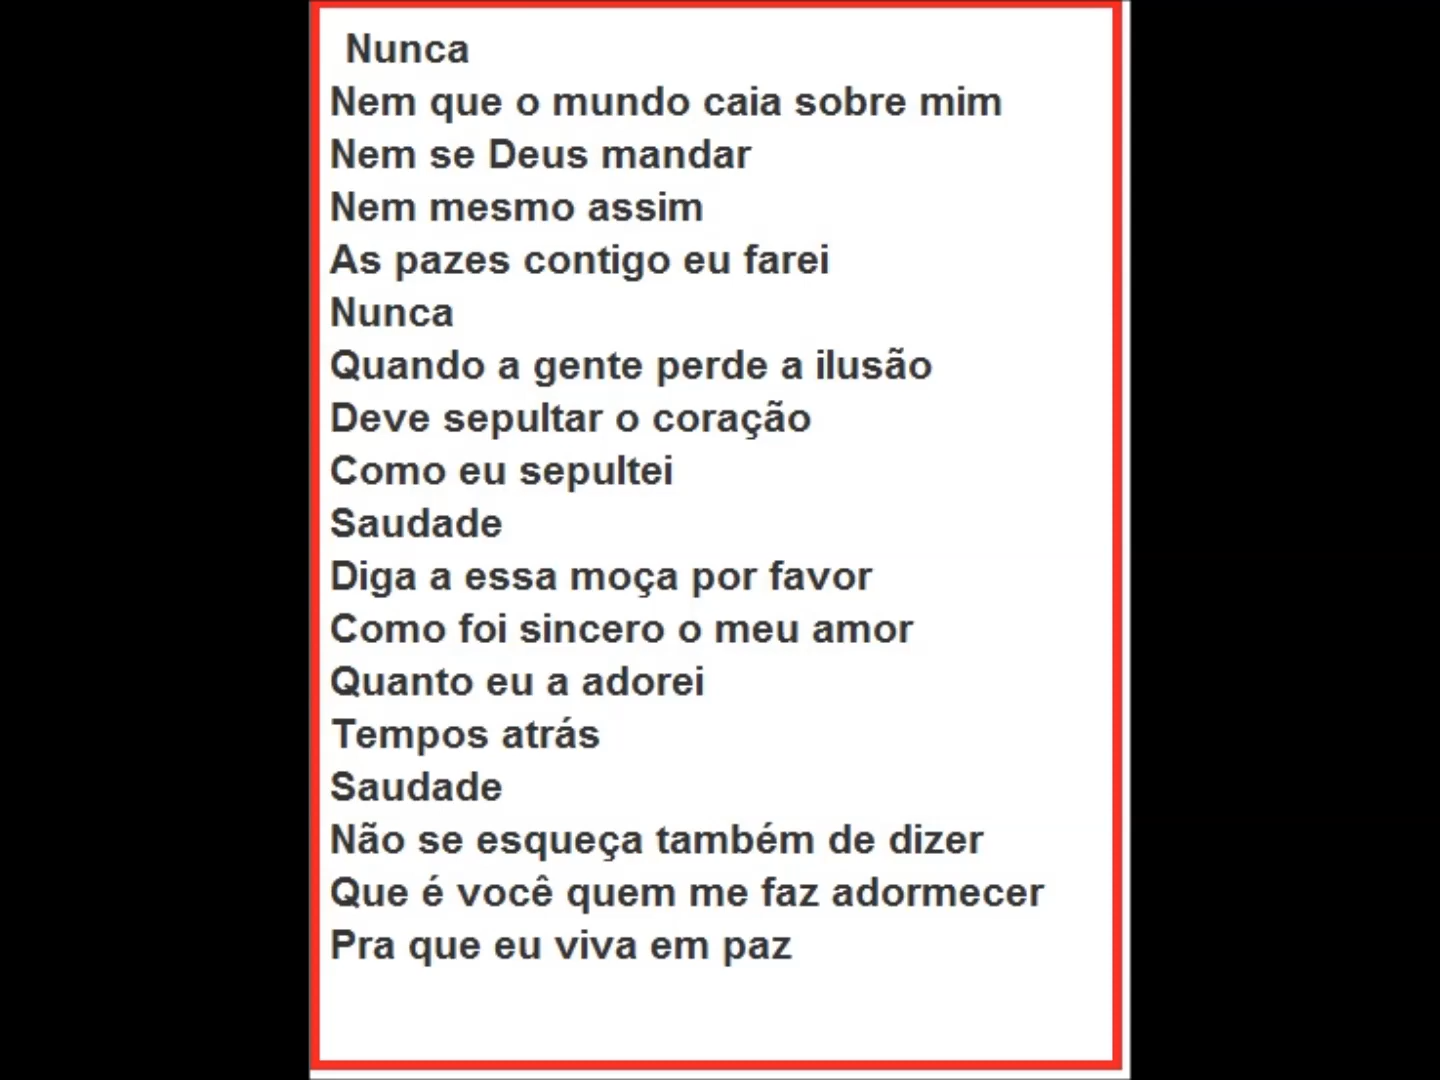 Nunca
Nem que o mundo caia sobre mim
Nem se Deus mandar
Nem mesmo assim
As pazes contigo eu farei
Nunca
Quando a gente perde a ilusão
Deve sepultar o coração
Como eu sepultei
Saudade
Diga a essa moça por favor
Como foi sincero o meu amor
Quanto eu a adorei
Tempos atrás
Saudade
Não se esqueça também de dizer
Que é você quem me faz adormecer
Pra que eu viva em paz